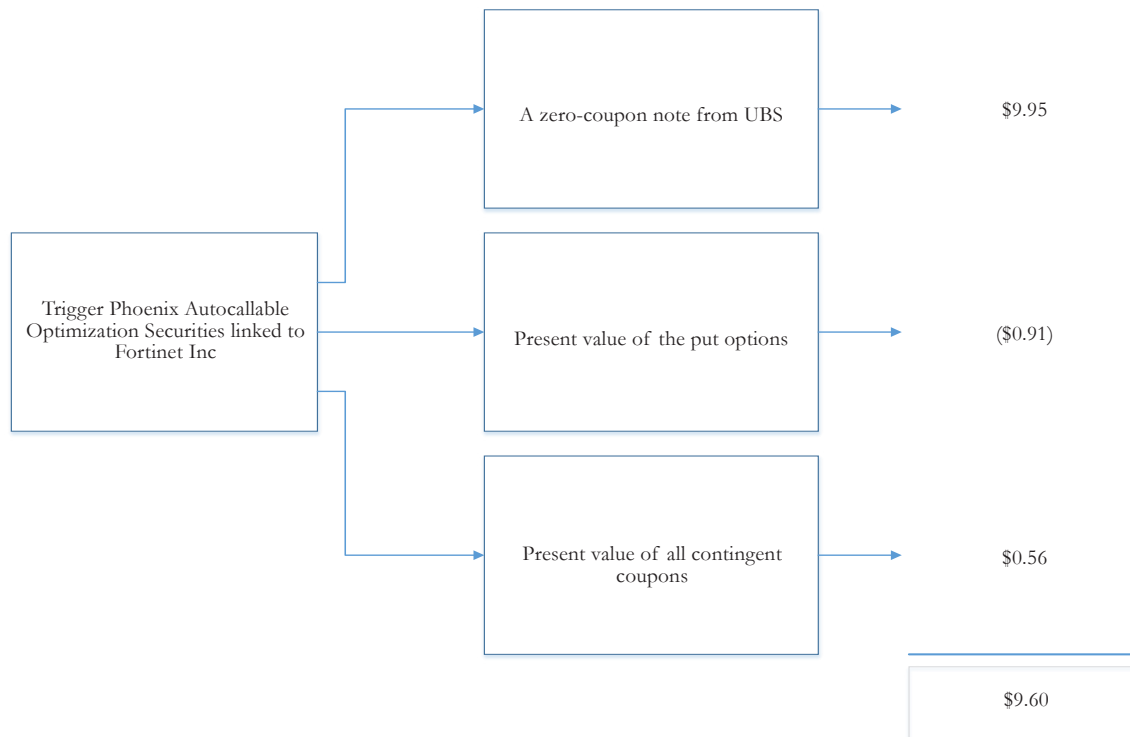 A zero-coupon note from UBS
$9.95
Trigger Phoenix Autocallable
Optimization Securities linked to
Fortinet Inc
Present value of the put options
($0.91)
Present value of all contingent
coupons
$0.56
$9.60